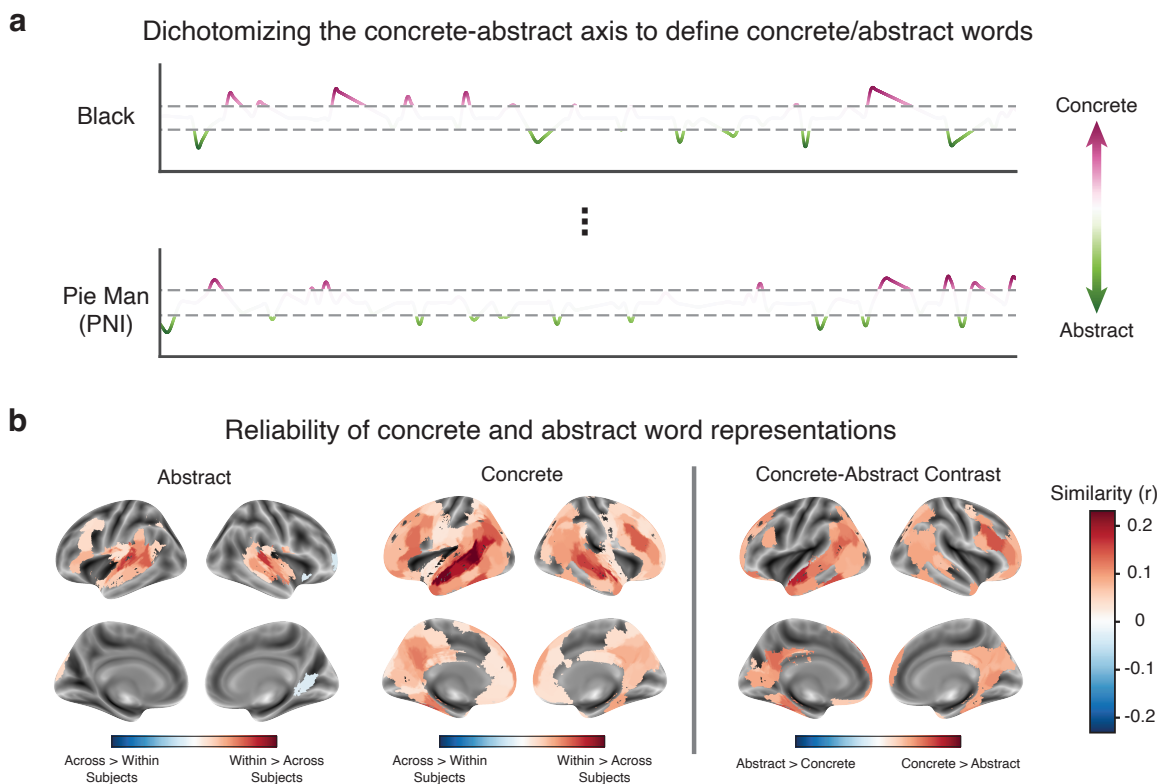 a
Dichotomizing the concrete-abstract axis to define concrete/abstract words
Black
Concrete
Pie Man
(PNI)
Abstract
b
Reliability of concrete and abstract word representations
Abstract
Concrete
Concrete-Abstract Contrast
Similarity (r)
0.2
0.1
0
-0.1
-0.2
Across > Within
Subjects
Within > Across
Subjects
Across > Within
Subjects
Within > Across
Subjects
Abstract > Concrete
Concrete > Abstract